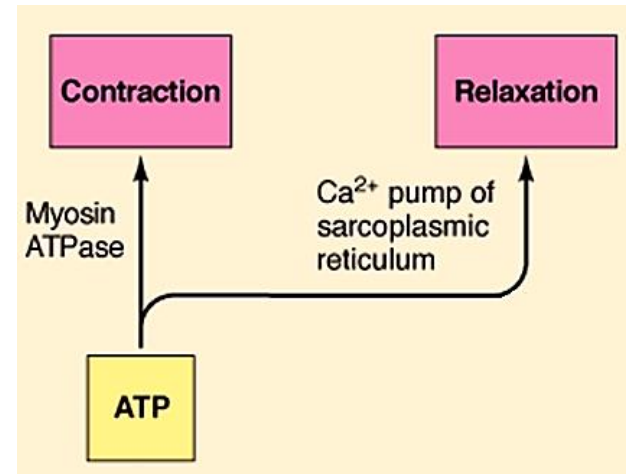 Contraction
Relaxation
Myosin
ATPase
Ca²⁺ pump of
sarcoplasmic
reticulum
ATP